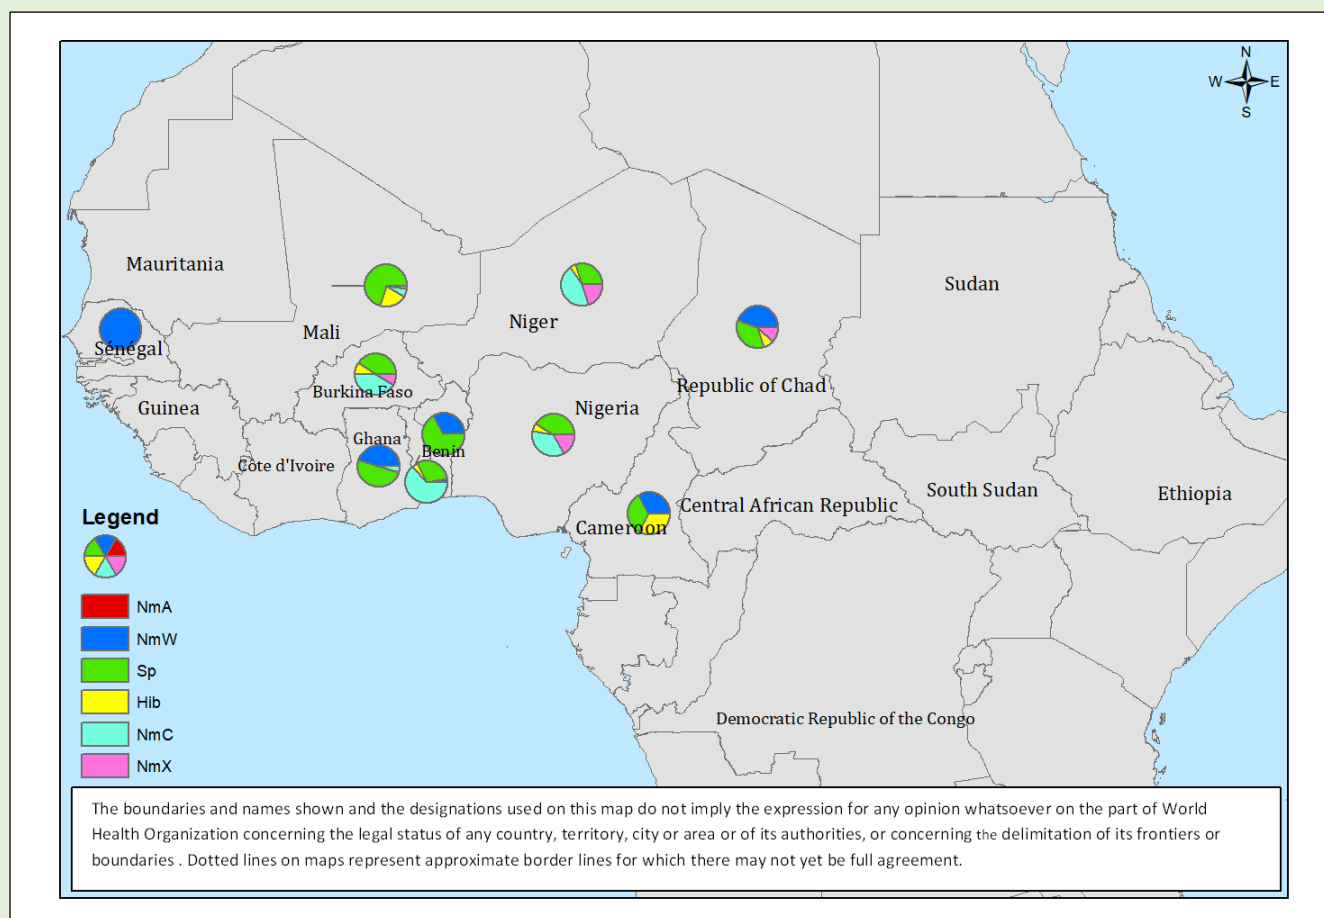 N
W E
S
Mauritania
Sudan
Niger
Mali
Sénégal
Republic of Chad
Burkina Faso
Guinea
Nigeria
Ghana
Benin
Côte d'Ivoire
South Sudan
Ethiopia
Central African Republic
Cameroon
Legend
NmA
NmW
Sp
Hib
NmC
NmX
Democratic Republic of the Congo
The boundaries and names shown and the designations used on this map do not imply the expression for any opinion whatsoever on the part of World
Health Organization concerning the legal status of any country, territory, city or area or of its authorities, or concerning the delimitation of its frontiers or
boundaries . Dotted lines on maps represent approximate border lines for which there may not yet be full agreement.